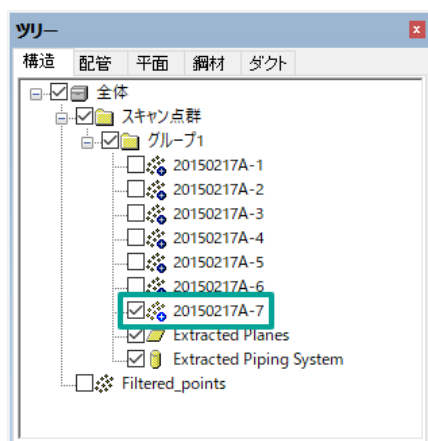 ツリー
構造 配管 平面 鋼材 ダクト
全体
スキャン点群
グループ1
20150217A-1
20150217A-2
20150217A-3
20150217A-4
20150217A-5
20150217A-6
20150217A-7
Extracted Planes
Extracted Piping System
Filtered_points